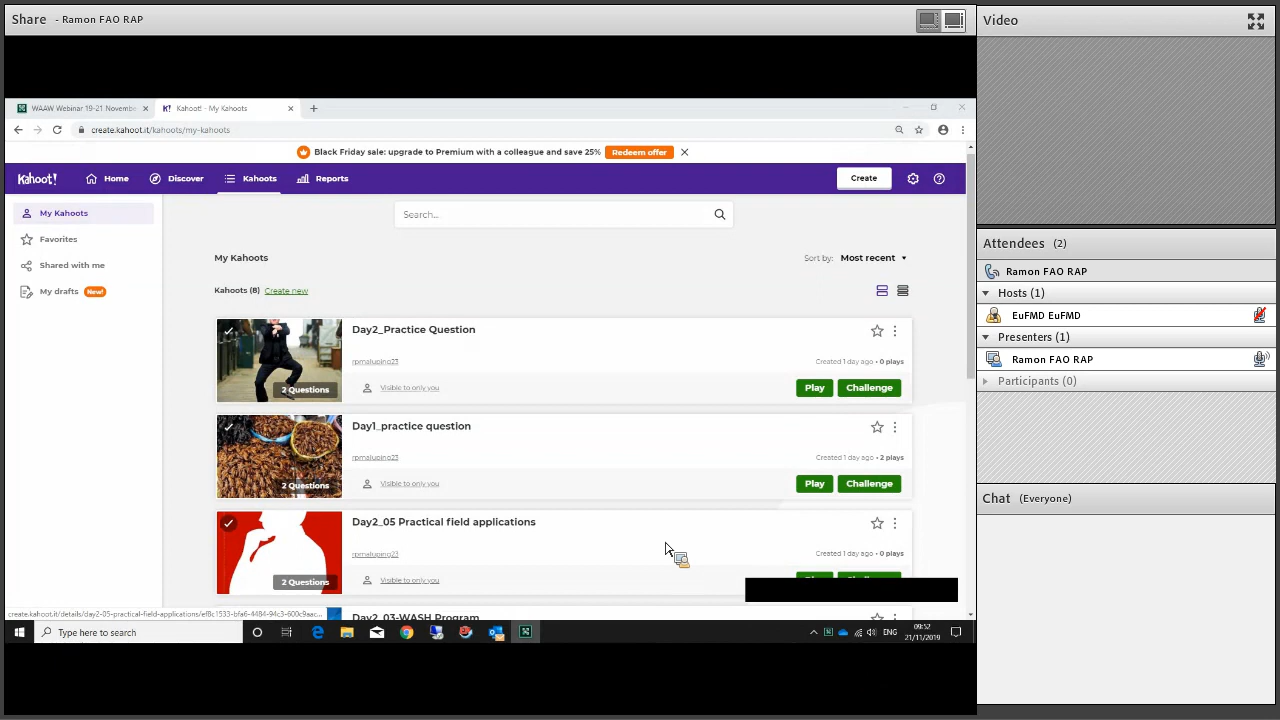 Share - Ramon FAO RAP
WAAW Webinar 19-21 Novembe
K! Kahoot! - My Kahoots
create.kahoot.it/kahoots/my-kahoots
Black Friday sale: upgrade to Premium with a colleague and save 25% Redeem offer
Kahoot! Home Discover Kahoots Reports Create
My Kahoots
Favorites
Shared with me
My drafts New!
Search...
My Kahoots Sort by: Most recent
Kahoots (8) Create new
Day2_Practice Question
rpmaluping23 Created 1 day ago • 0 plays
2 Questions Visible to only you Play Challenge
Day1_practice question
rpmaluping23 Created 1 day ago • 2 plays
2 Questions Visible to only you Play Challenge
Day2_05 Practical field applications
rpmaluping23 Created 1 day ago • 0 plays
2 Questions Visible to only you
Day2_03-WASH Program
Type here to search
ENG
09:52
21/11/2019
Video
Attendees (2)
Ramon FAO RAP
Hosts (1)
EuFMD EuFMD
Presenters (1)
Ramon FAO RAP
Participants (0)
Chat (Everyone)